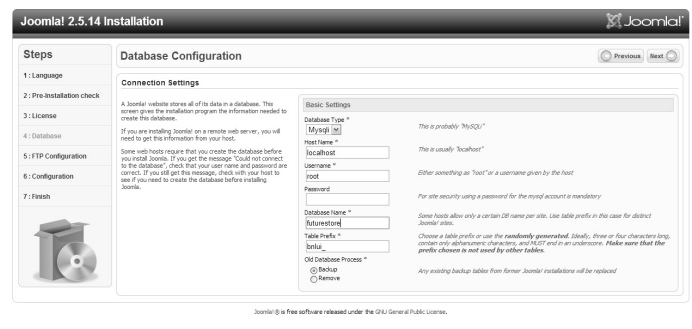 Joomla! 2.5.14 Installation
Joomla!®
Steps
1 : Language
2 : Pre-Installation check
3 : License
4 : Database
5 : FTP Configuration
6 : Configuration
7 : Finish
Database Configuration
Previous
Next
Connection Settings
A Joomla! website stores all of its data in a database. This
screen gives the installation program the information needed to
create this database.
If you are installing Joomla! on a remote web server, you will
need to get this information from your host.
Some web hosts require that you create the database before
you install Joomla. If you get the message "Could not connect
to the database", check that your user name and password are
correct. If you still get this message, check with your host to
see if you need to create the database before installing
Joomla.
Basic Settings
Database Type *
Mysqli
This is probably "MySQLi"
Host Name *
localhost
This is usually "localhost"
Username *
root
Either something as "root" or a username given by the host
Password
For site security using a password for the mysql account is mandatory
Database Name *
futurestore
Some hosts allow only a certain DB name per site. Use table prefix in this case for distinct
Joomla! sites.
Table Prefix *
bnlui_
Choose a table prefix or use the randomly generated. Ideally, three or four characters long,
contain only alphanumeric characters, and MUST end in an underscore. Make sure that the
prefix chosen is not used by other tables.
Old Database Process *
Backup
Remove
Any existing backup tables from former Joomla! installations will be replaced
Joomla! ® is free software released under the GNU General Public License.